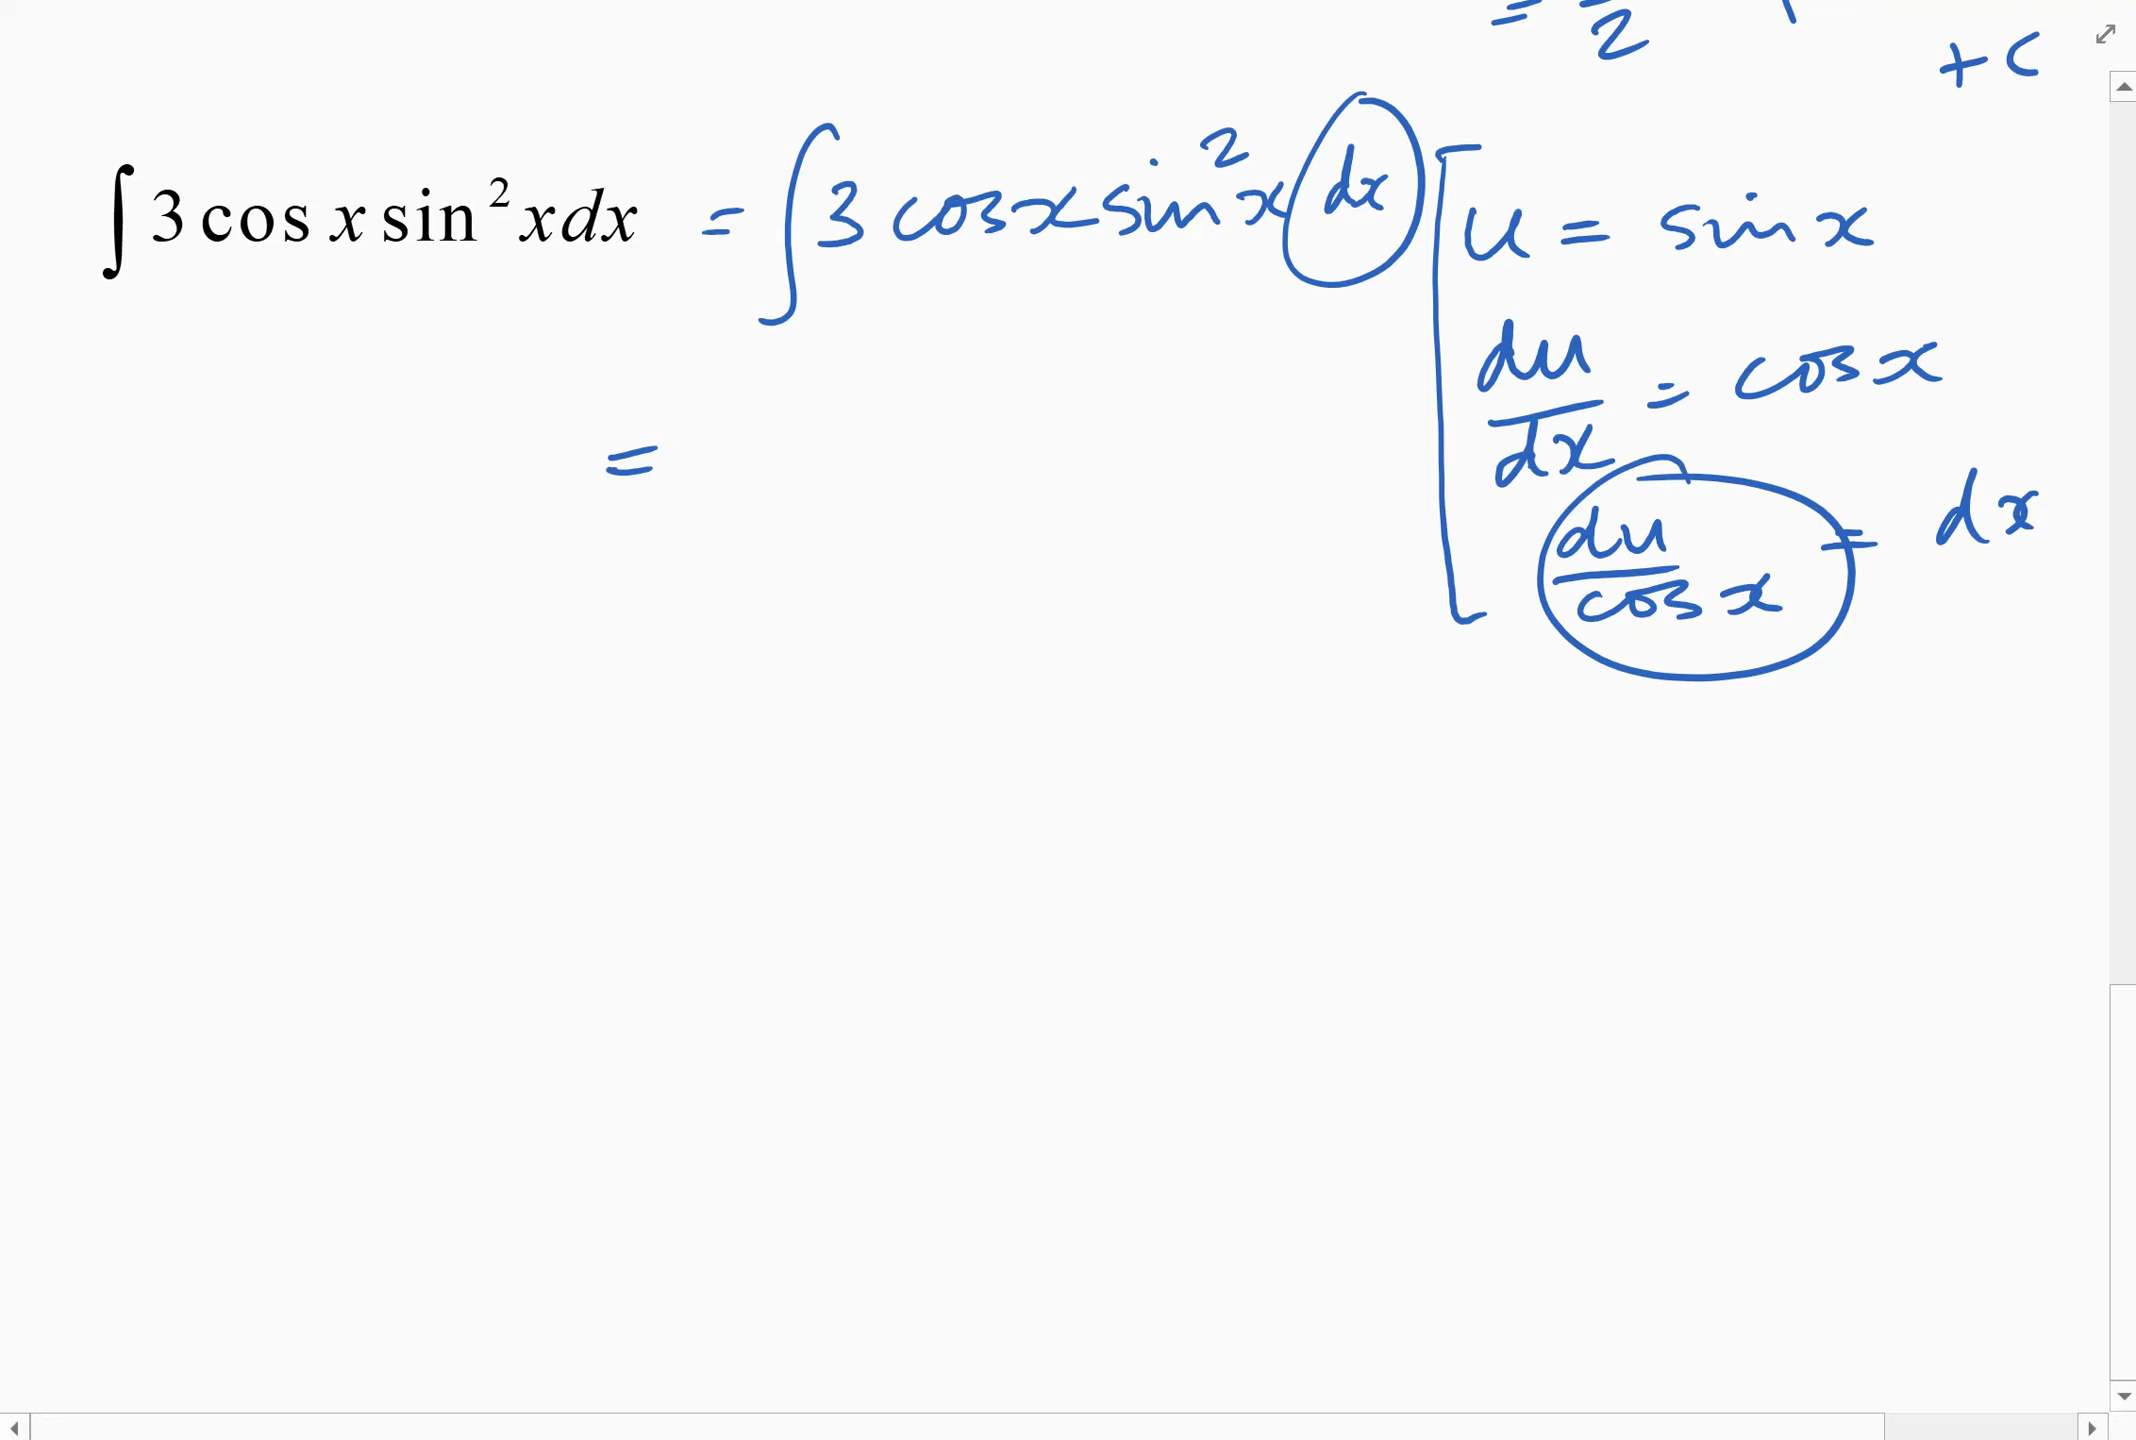 = 2
+ c
∫ 3 cos x sin² x dx = ∫ 3 cos x sin² x dx
u = sin x
du/dx = cos x
=
du/cos x = dx